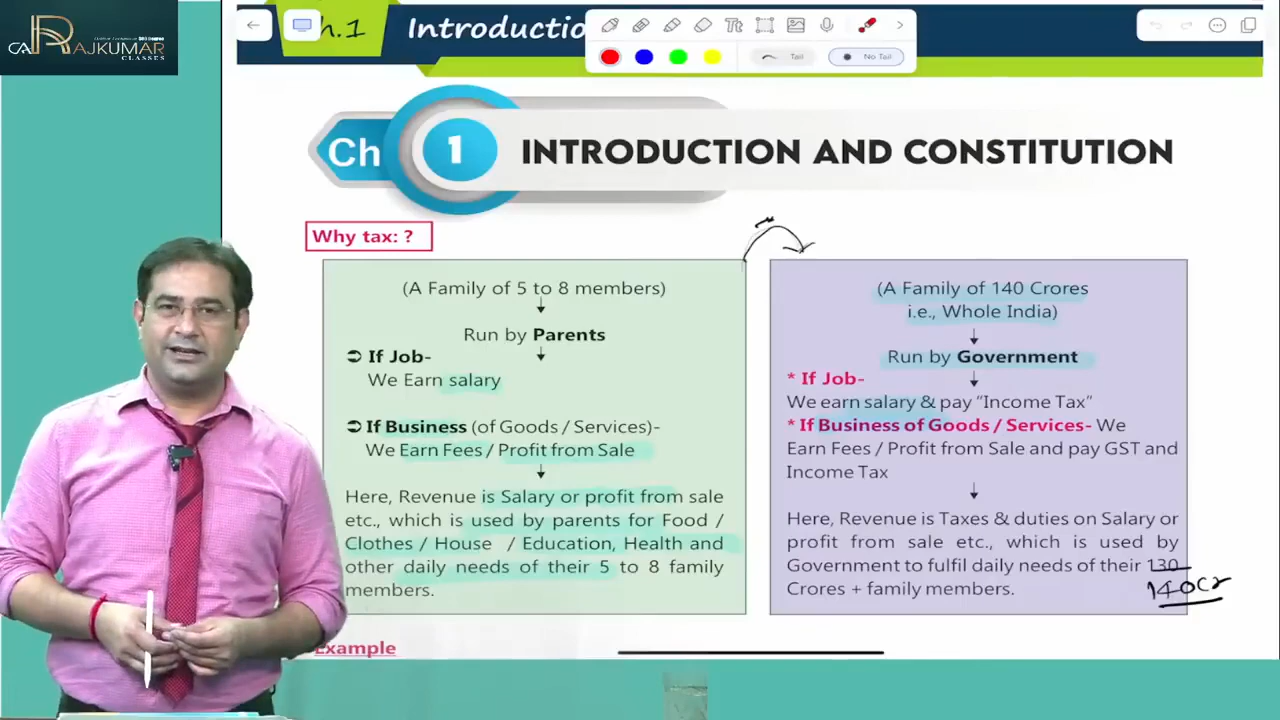 CA RAJKUMAR
CLASSES
h.1
Introductio
Tt
Tail
No Tail
Ch 1 INTRODUCTION AND CONSTITUTION
Why tax: ?
(A Family of 5 to 8 members)
Run by Parents
➲ If Job-
We Earn salary
➲ If Business (of Goods / Services)-
We Earn Fees / Profit from Sale
Here, Revenue is Salary or profit from sale
etc., which is used by parents for Food /
Clothes / House / Education, Health and
other daily needs of their 5 to 8 family
members.
(A Family of 140 Crores
i.e., Whole India)
Run by Government
* If Job-
We earn salary & pay “Income Tax”
* If Business of Goods / Services- We
Earn Fees / Profit from Sale and pay GST and
Income Tax
Here, Revenue is Taxes & duties on Salary or
profit from sale etc., which is used by
Government to fulfil daily needs of their 130
Crores + family members.
140Cr
Example